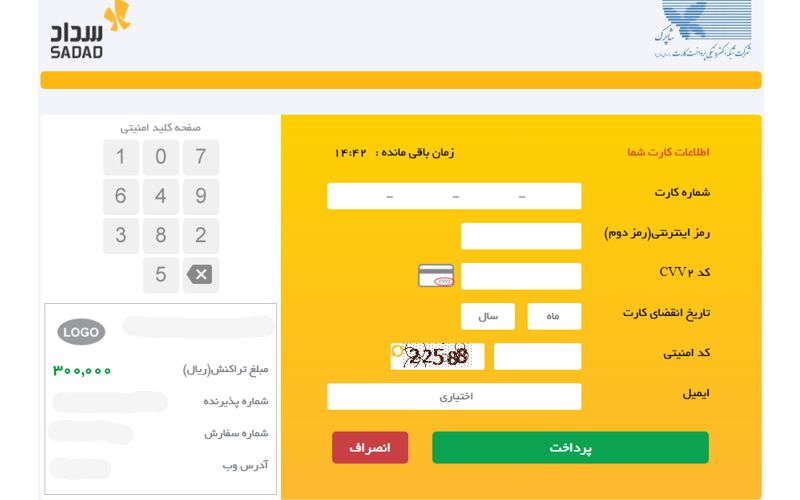 سداد
SADAD
شاپرک
شرکت شبکه الکترونیکی پرداخت کارت
اطلاعات کارت شما
زمان باقی مانده : ۱۴:۴۲
شماره کارت
- - -
رمز اینترنتی(رمز دوم)
کد CVV۲
CVV2
تاریخ انقضای کارت
ماه
سال
کد امنیتی
22588
ایمیل
اختیاری
پرداخت
انصراف
صفحه کلید امنیتی
1 0 7
6 4 9
3 8 2
5
LOGO
مبلغ تراکنش(ریال)
۳۰۰,۰۰۰
شماره پذیرنده
شماره سفارش
آدرس وب